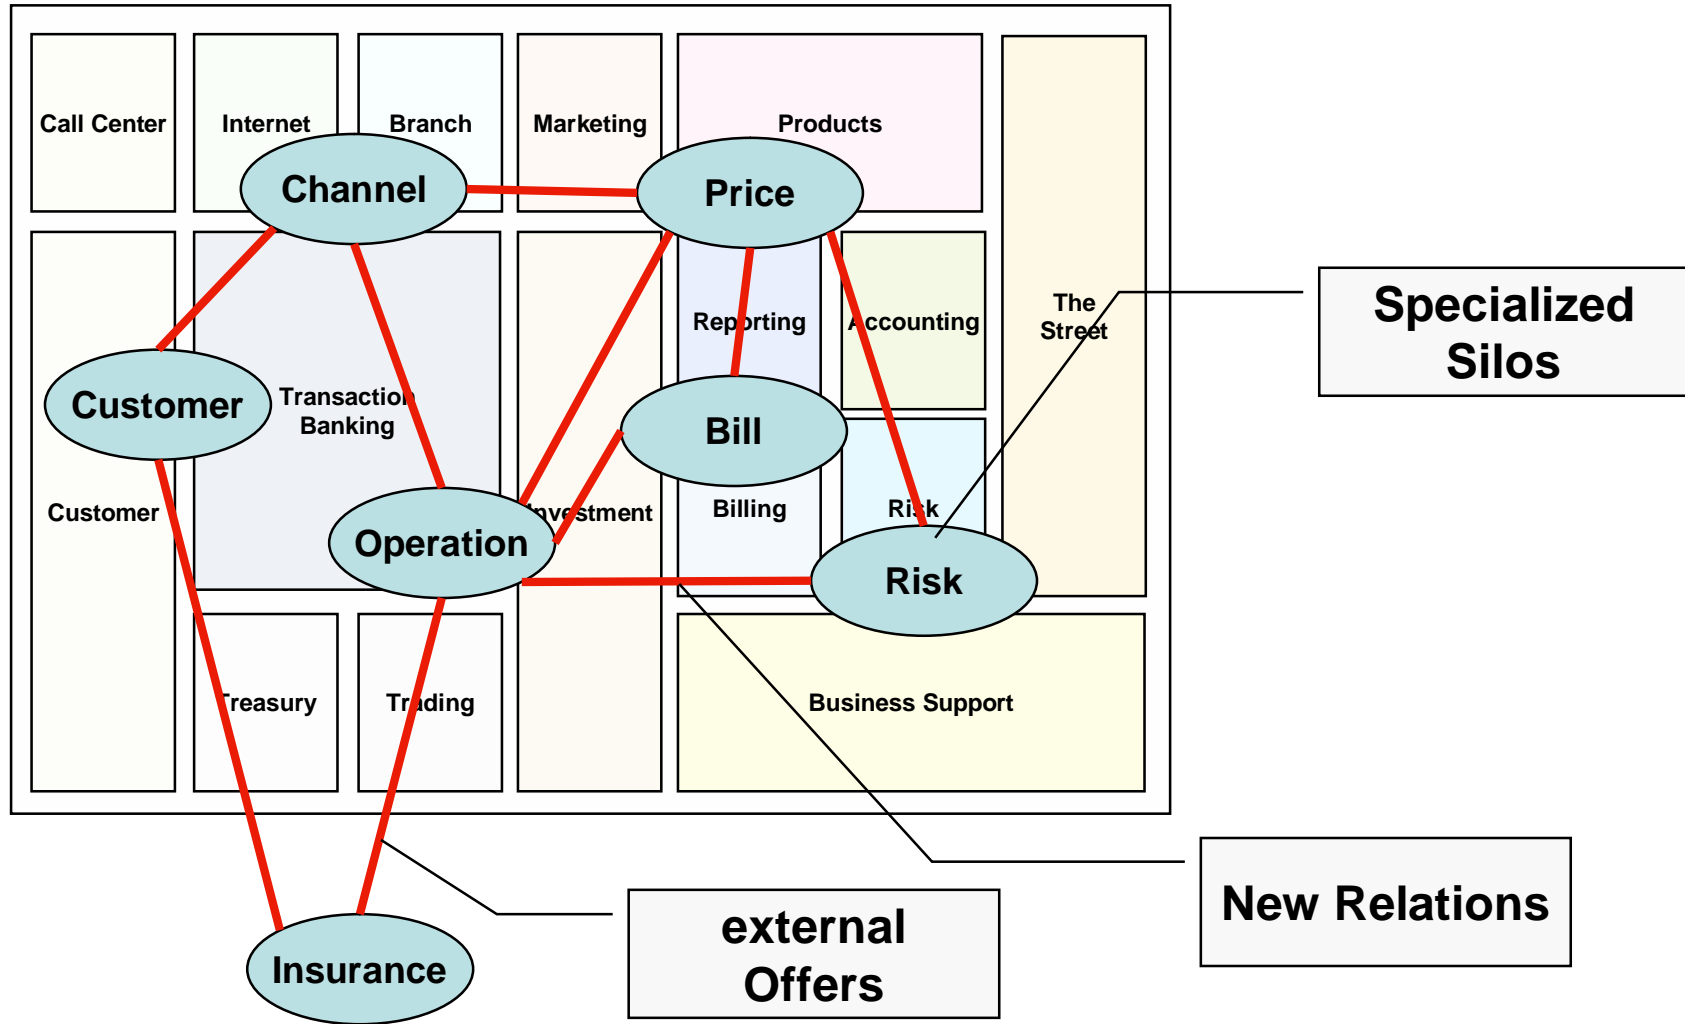 Call Center
Internet
Branch
Marketing
Products
Channel
Price
The
Street
Reporting
Accounting
Specialized
Silos
Customer
Transaction
Banking
Bill
Customer
Operation
Investment
Billing
Risk
Risk
Treasury
Trading
Business Support
New Relations
external
Offers
Insurance